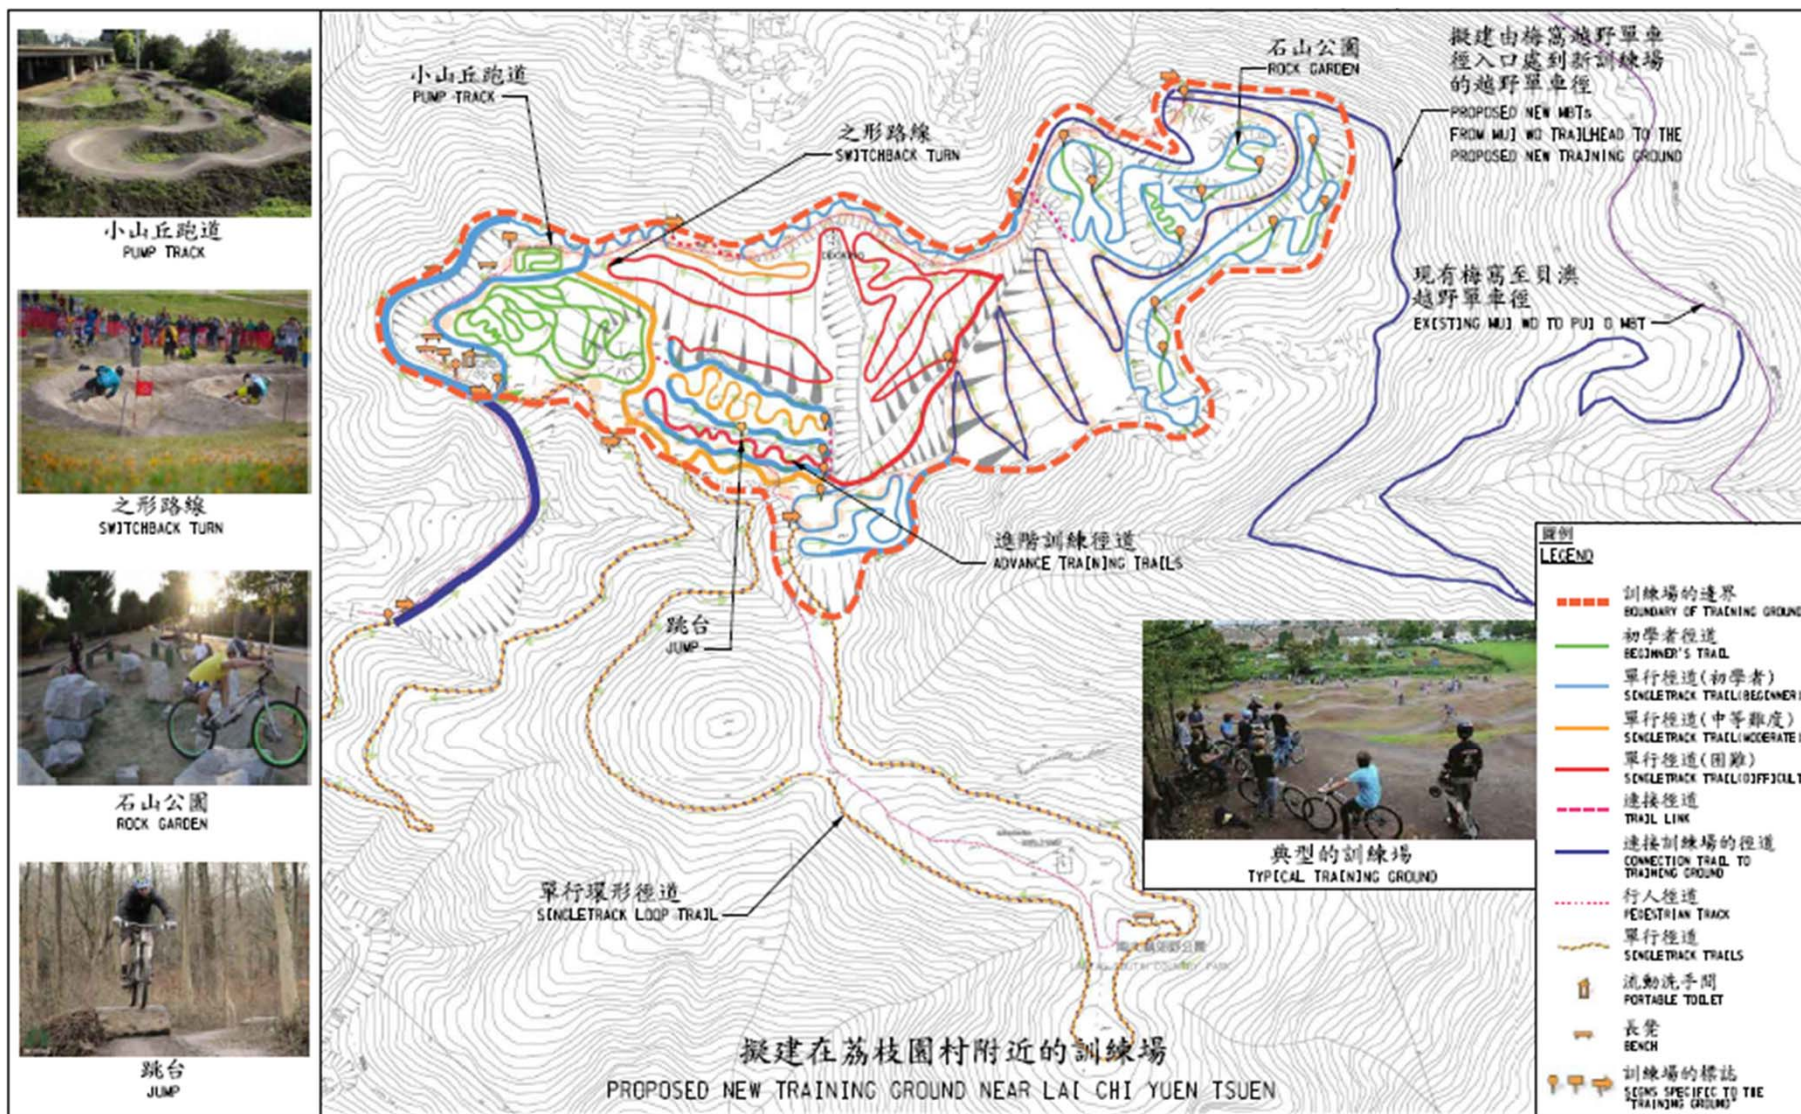 小山丘跑道
PUMP TRACK
之形路線
SWITCHBACK TURN
石山公園
ROCK GARDEN
跳台
JUMP
小山丘跑道
PUMP TRACK
之形路線
SWITCHBACK TURN
石山公園
ROCK GARDEN
擬建由梅窩越野單車
徑入口處到新訓練場
的越野單車徑
PROPOSED NEW MBTs
FROM MUI WO TRAILHEAD TO THE
PROPOSED NEW TRAINING GROUND
現有梅窩至貝澳
越野單車徑
EXISTING MUI WO TO PUI O MBT
進階訓練徑道
ADVANCE TRAINING TRAILS
跳台
JUMP
單行環形徑道
SINGLETRACK LOOP TRAIL
典型的訓練場
TYPICAL TRAINING GROUND
擬建在荔枝園村附近的訓練場
PROPOSED NEW TRAINING GROUND NEAR LAI CHI YUEN TSUEN
圖例
LEGEND
訓練場的邊界
BOUNDARY OF TRAINING GROUND
初學者徑道
BEGINNER'S TRAIL
單行徑道(初學者)
SINGLETRACK TRAIL(BEGINNER)
單行徑道(中等難度)
SINGLETRACK TRAIL(MODERATE)
單行徑道(困難)
SINGLETRACK TRAIL(DIFFICULT
連接徑道
TRAIL LINK
連接訓練場的徑道
CONNECTION TRAIL TO
TRAINING GROUND
行人徑道
PEDESTRIAN TRACK
單行徑道
SINGLETRACK TRAILS
流動洗手間
PORTABLE TOILET
長凳
BENCH
訓練場的標誌
SIGNS SPECIFIC TO THE
"TRAINING GROUND"